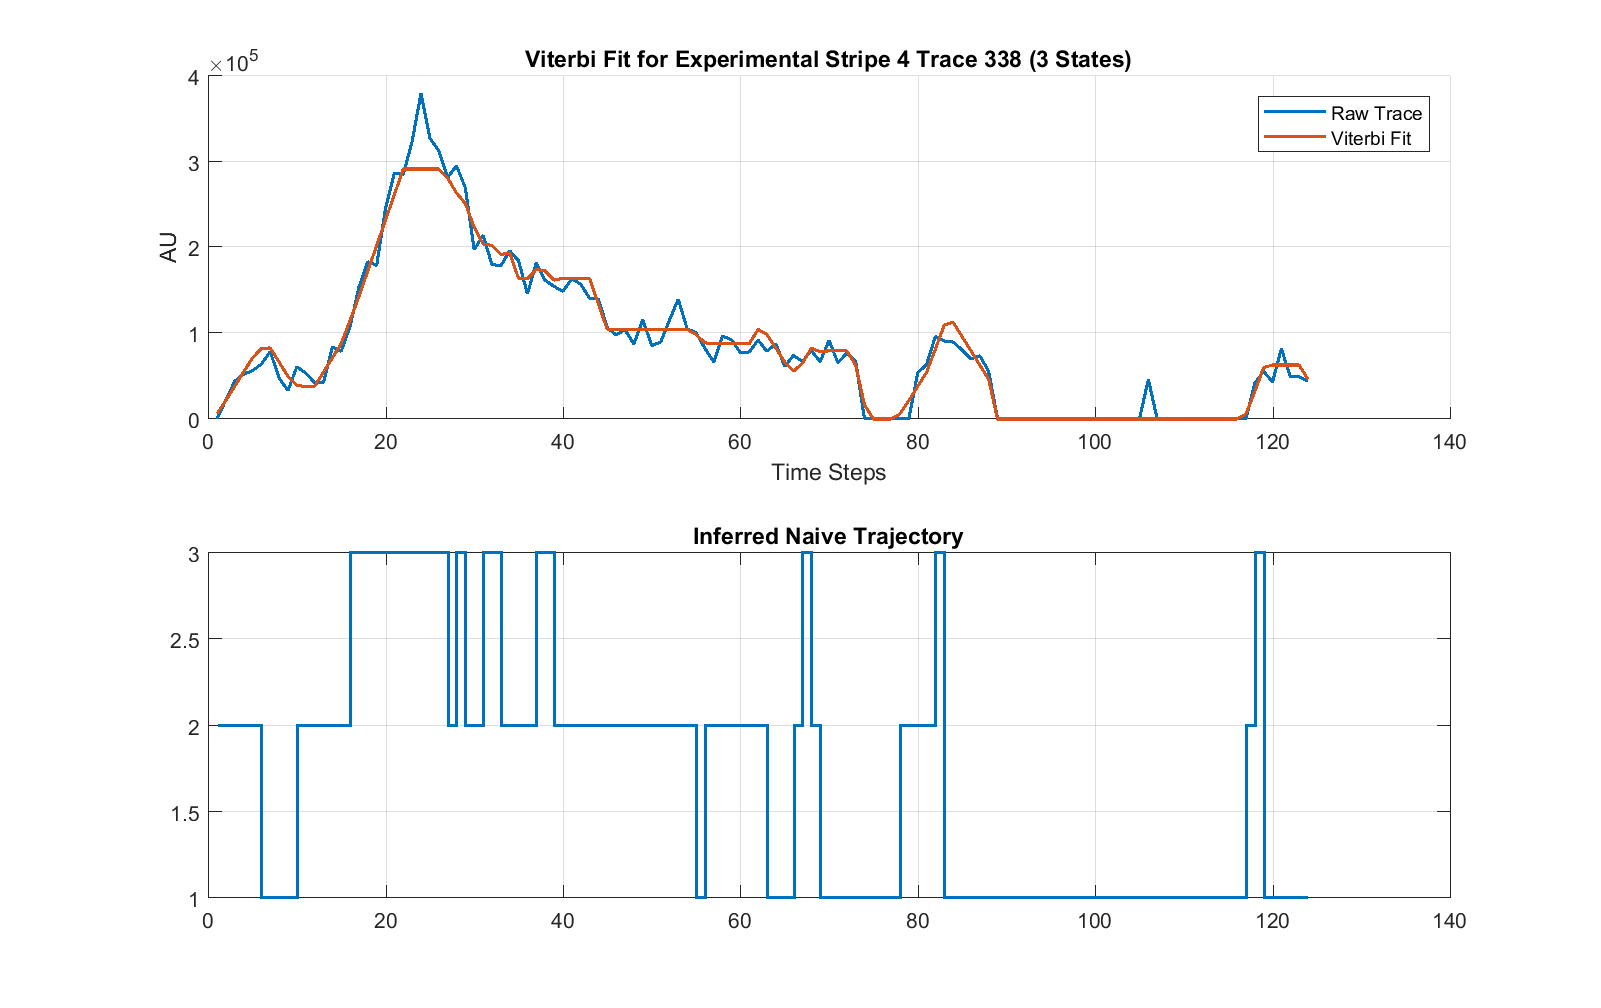 Viterbi Fit for Experimental Stripe 4 Trace 338 (3 States)
×10^5
4
3
2
1
0
AU
Raw Trace
Viterbi Fit
0 20 40 60 80 100 120 140
Time Steps
Inferred Naive Trajectory
3
2.5
2
1.5
1
0 20 40 60 80 100 120 140